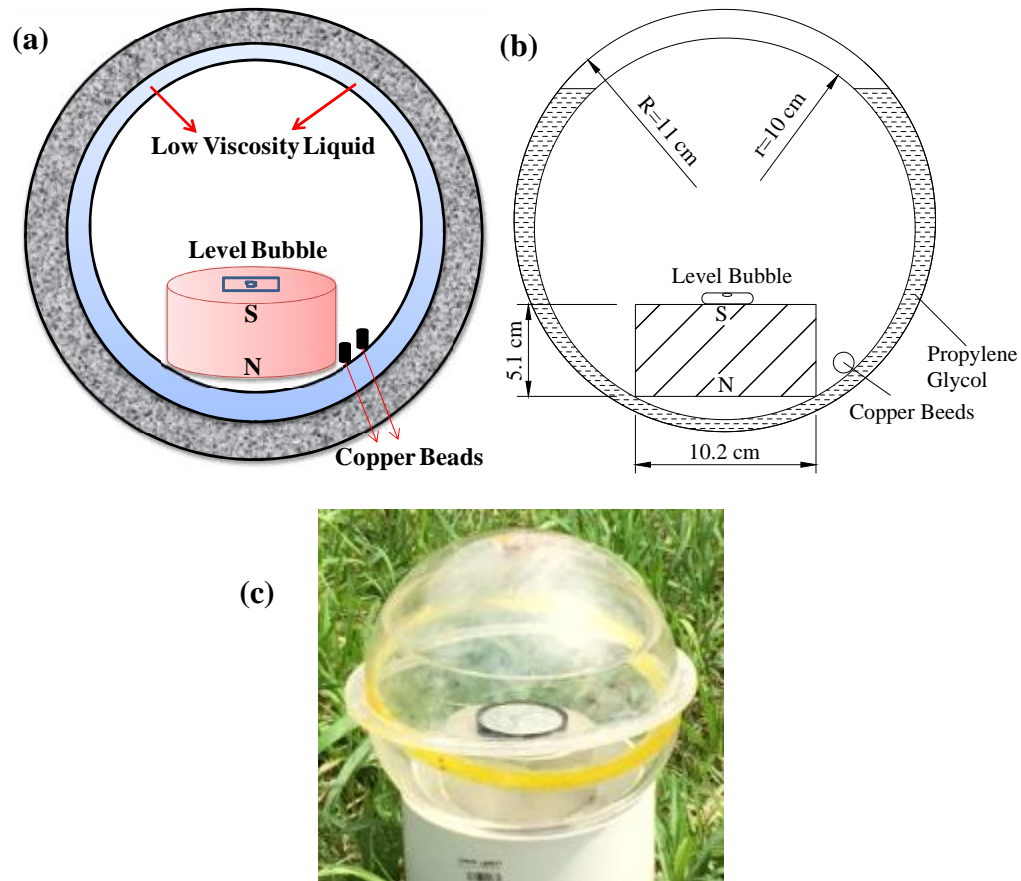 (a)
Low Viscosity Liquid
Level Bubble
S
N
Copper Beads
(b)
R=11 cm
r=10 cm
Level Bubble
S
5.1 cm
N
Propylene
Glycol
Copper Beeds
10.2 cm
(c)